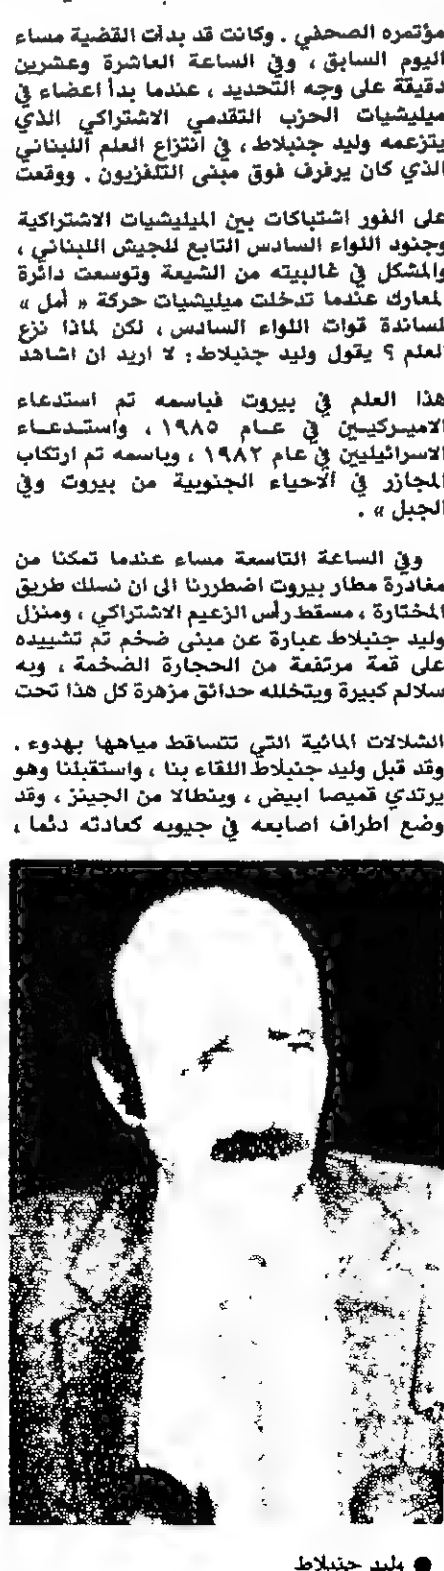 مؤتمره الصحفي . وكانت قد بدأت القضية مساء
اليوم السابق ، وفي الساعة العاشرة وعشرين
دقيقة على وجه التحديد ، عندما بدأ اعضاء في
ميليشيات الحزب التقدمي الاشتراكي الذي
يتزعمه وليد جنبلاط ، في انتزاع العلم اللبناني
الذي كان يرفرف فوق مبنى التلفزيون . ووقعت
على الفور اشتباكات بين الميليشيات الاشتراكية
وجنود اللواء السادس التابع للجيش اللبناني ،
والمشكل في غالبيته من الشيعة وتوسعت دائرة
المعارك عندما تدخلت ميليشيات حركة « أمل »
لمساندة قوات اللواء السادس ، لكن لماذا نزع
العلم ؟ يقول وليد جنبلاط : لا اريد ان اشاهد
هذا العلم في بيروت فباسمه تم استدعاء
الاميركيين في عام ١٩٨٥ ، واستدعاء
الاسرائيليين في عام ١٩٨٢ ، وباسمه تم ارتكاب
المجازر في الاحياء الجنوبية من بيروت وفي
الجبل » .
وفي الساعة التاسعة مساء عندما تمكنا من
مغادرة مطار بيروت اضطررنا الى ان نسلك طريق
المختارة ، مسقط رأس الزعيم الاشتراكي ، ومنزل
وليد جنبلاط عبارة عن مبنى ضخم تم تشييده
على قمة مرتفعة من الحجارة الضخمة ، وبه
سلالم كبيرة ويتخلله حدائق مزهرة كل هذا تحت
الشلالات المائية التي تتساقط مياهها بهدوء .
وقد قبل وليد جنبلاط اللقاء بنا ، واستقبلنا وهو
يرتدي قميصا ابيض ، وبنطالا من الجينز ، وقد
وضع اطراف اصابعه في جيوبه كعادته دئما ،
● وليد جنبلاط